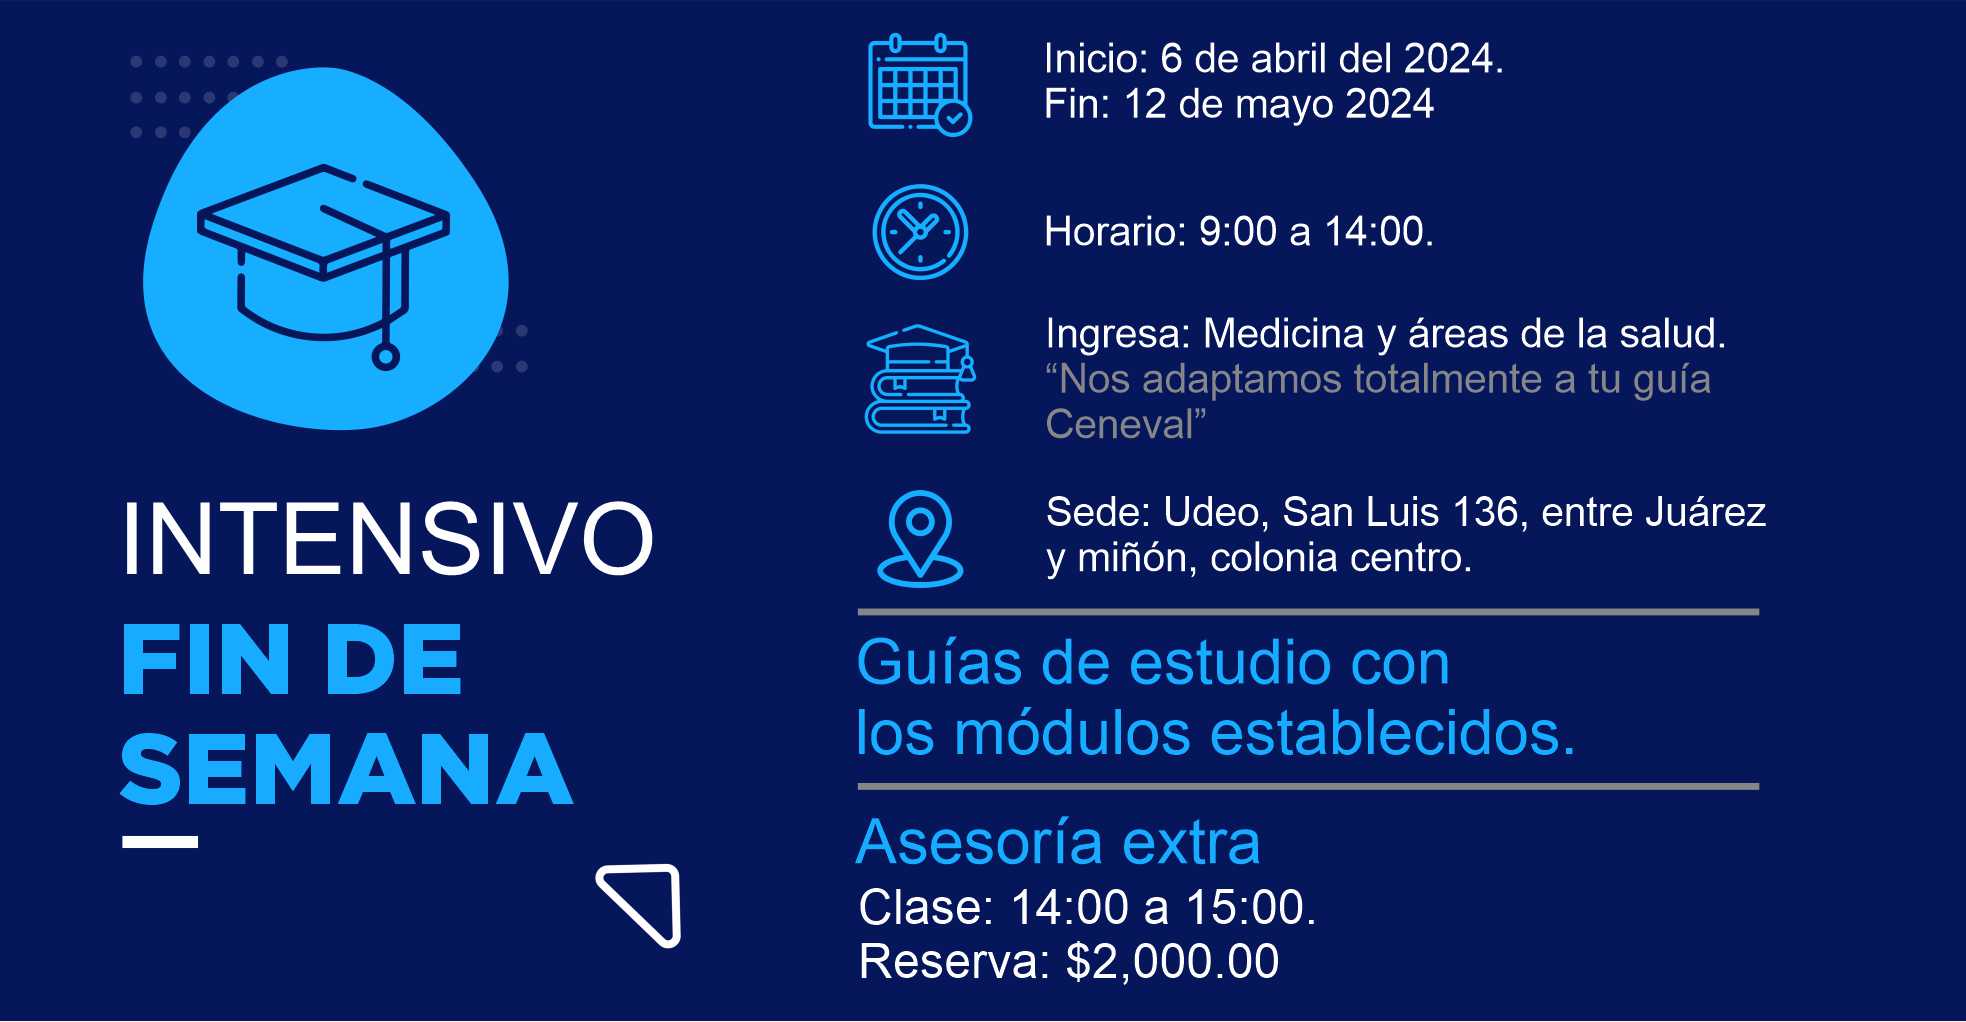 INTENSIVO
FIN DE
SEMANA
Inicio: 6 de abril del 2024.
Fin: 12 de mayo 2024
Horario: 9:00 a 14:00.
Ingresa: Medicina y áreas de la salud.
“Nos adaptamos totalmente a tu guía
Ceneval”
Sede: Udeo, San Luis 136, entre Juárez
y miñón, colonia centro.
Guías de estudio con
los módulos establecidos.
Asesoría extra
Clase: 14:00 a 15:00.
Reserva: $2,000.00